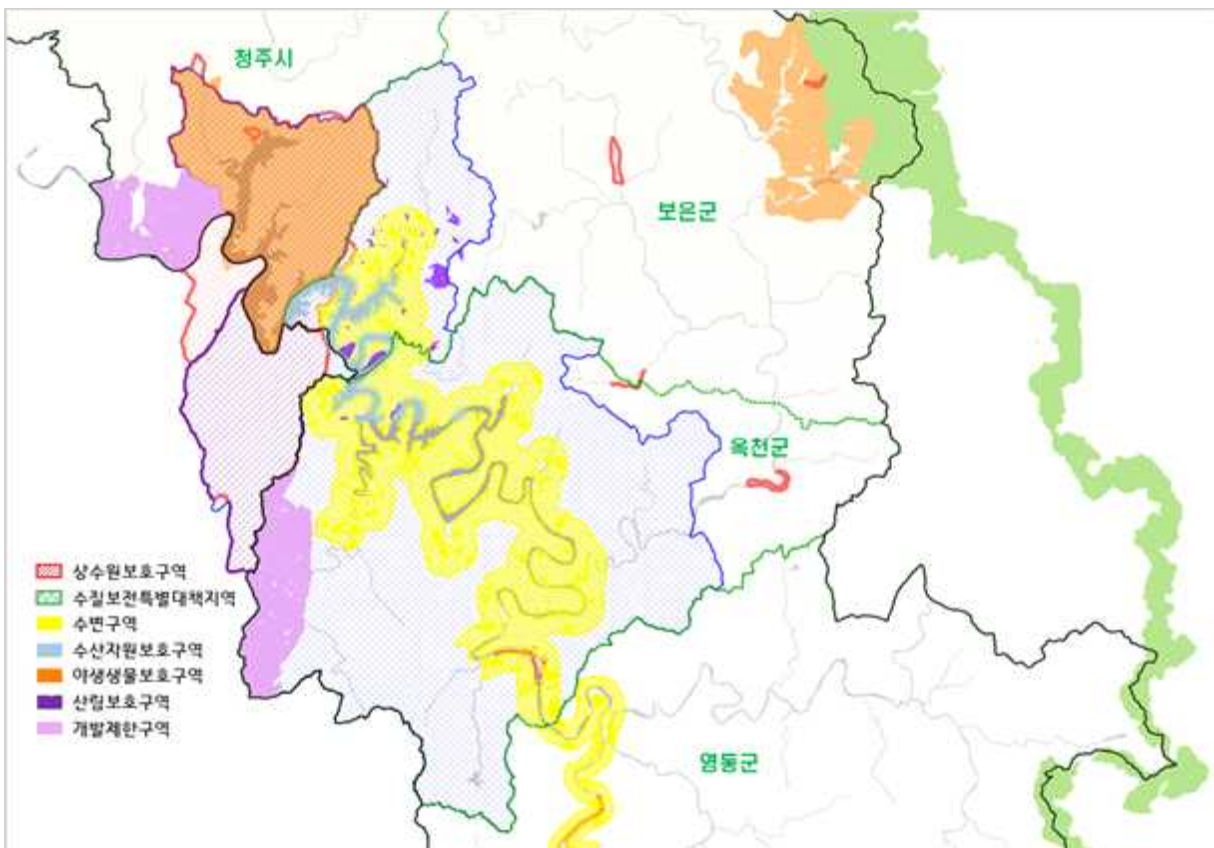 청주시
보은군
옥천군
영동군
상수원보호구역
수질보전특별대책지역
수변구역
수산자원보호구역
야생생물보호구역
산림보호구역
개발제한구역